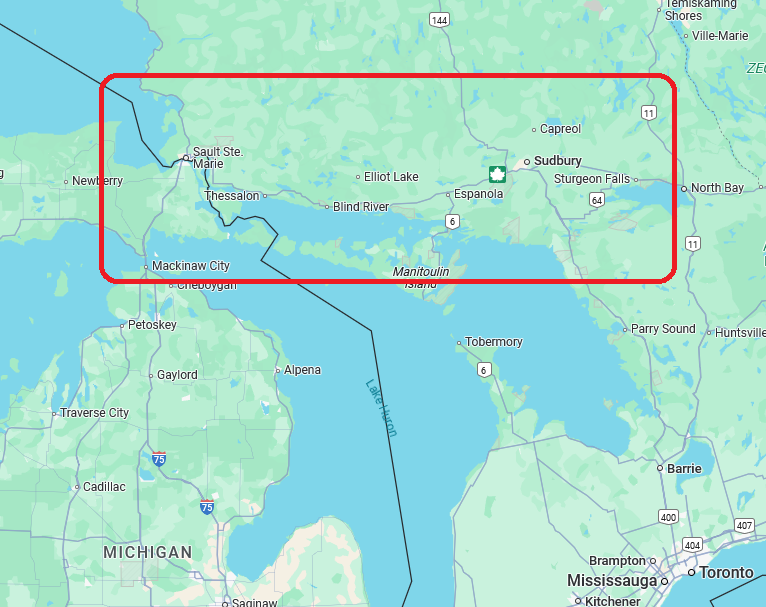 144
Temiskaming
Shores
Ville-Marie
ZEC
11
Capreol
Sault Ste.
Marie
Sudbury
Elliot Lake
Sturgeon Falls
Newberry
North Bay
Thessalon
Espanola
64
Blind River
6
11
Mackinaw City
Manitoulin
Island
Cheboygan
Petoskey
Parry Sound
Huntsville
Tobermory
Gaylord
Alpena
6
Lake Huron
Traverse City
75
Barrie
Cadillac
75
400
407
404
MICHIGAN
Brampton
Toronto
Mississauga
Saginaw
Kitchener